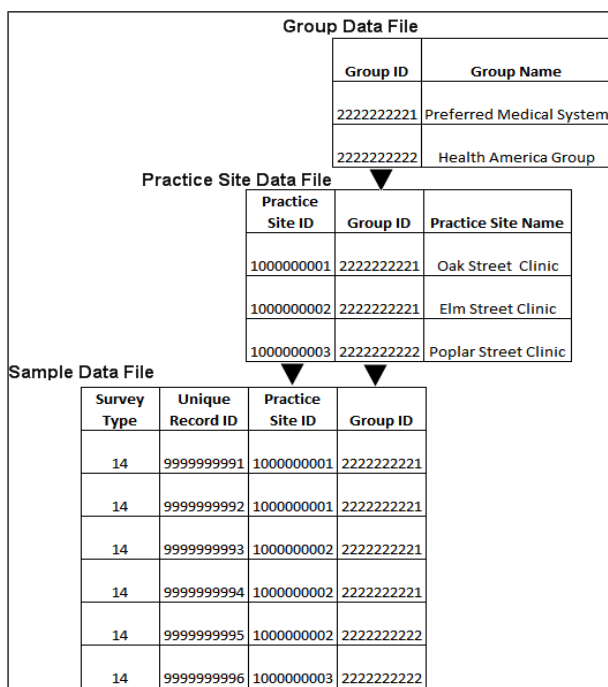 Group Data File
Group ID Group Name
2222222221 Preferred Medical System
2222222222 Health America Group
Practice Site Data File
Practice
Site ID Group ID Practice Site Name
1000000001 2222222221 Oak Street Clinic
1000000002 2222222221 Elm Street Clinic
1000000003 2222222222 Poplar Street Clinic
Sample Data File
Survey Unique Practice
Type Record ID Site ID Group ID
14 9999999991 1000000001 2222222221
14 9999999992 1000000001 2222222221
14 9999999993 1000000002 2222222221
14 9999999994 1000000002 2222222221
14 9999999995 1000000002 2222222222
14 9999999996 1000000003 2222222222